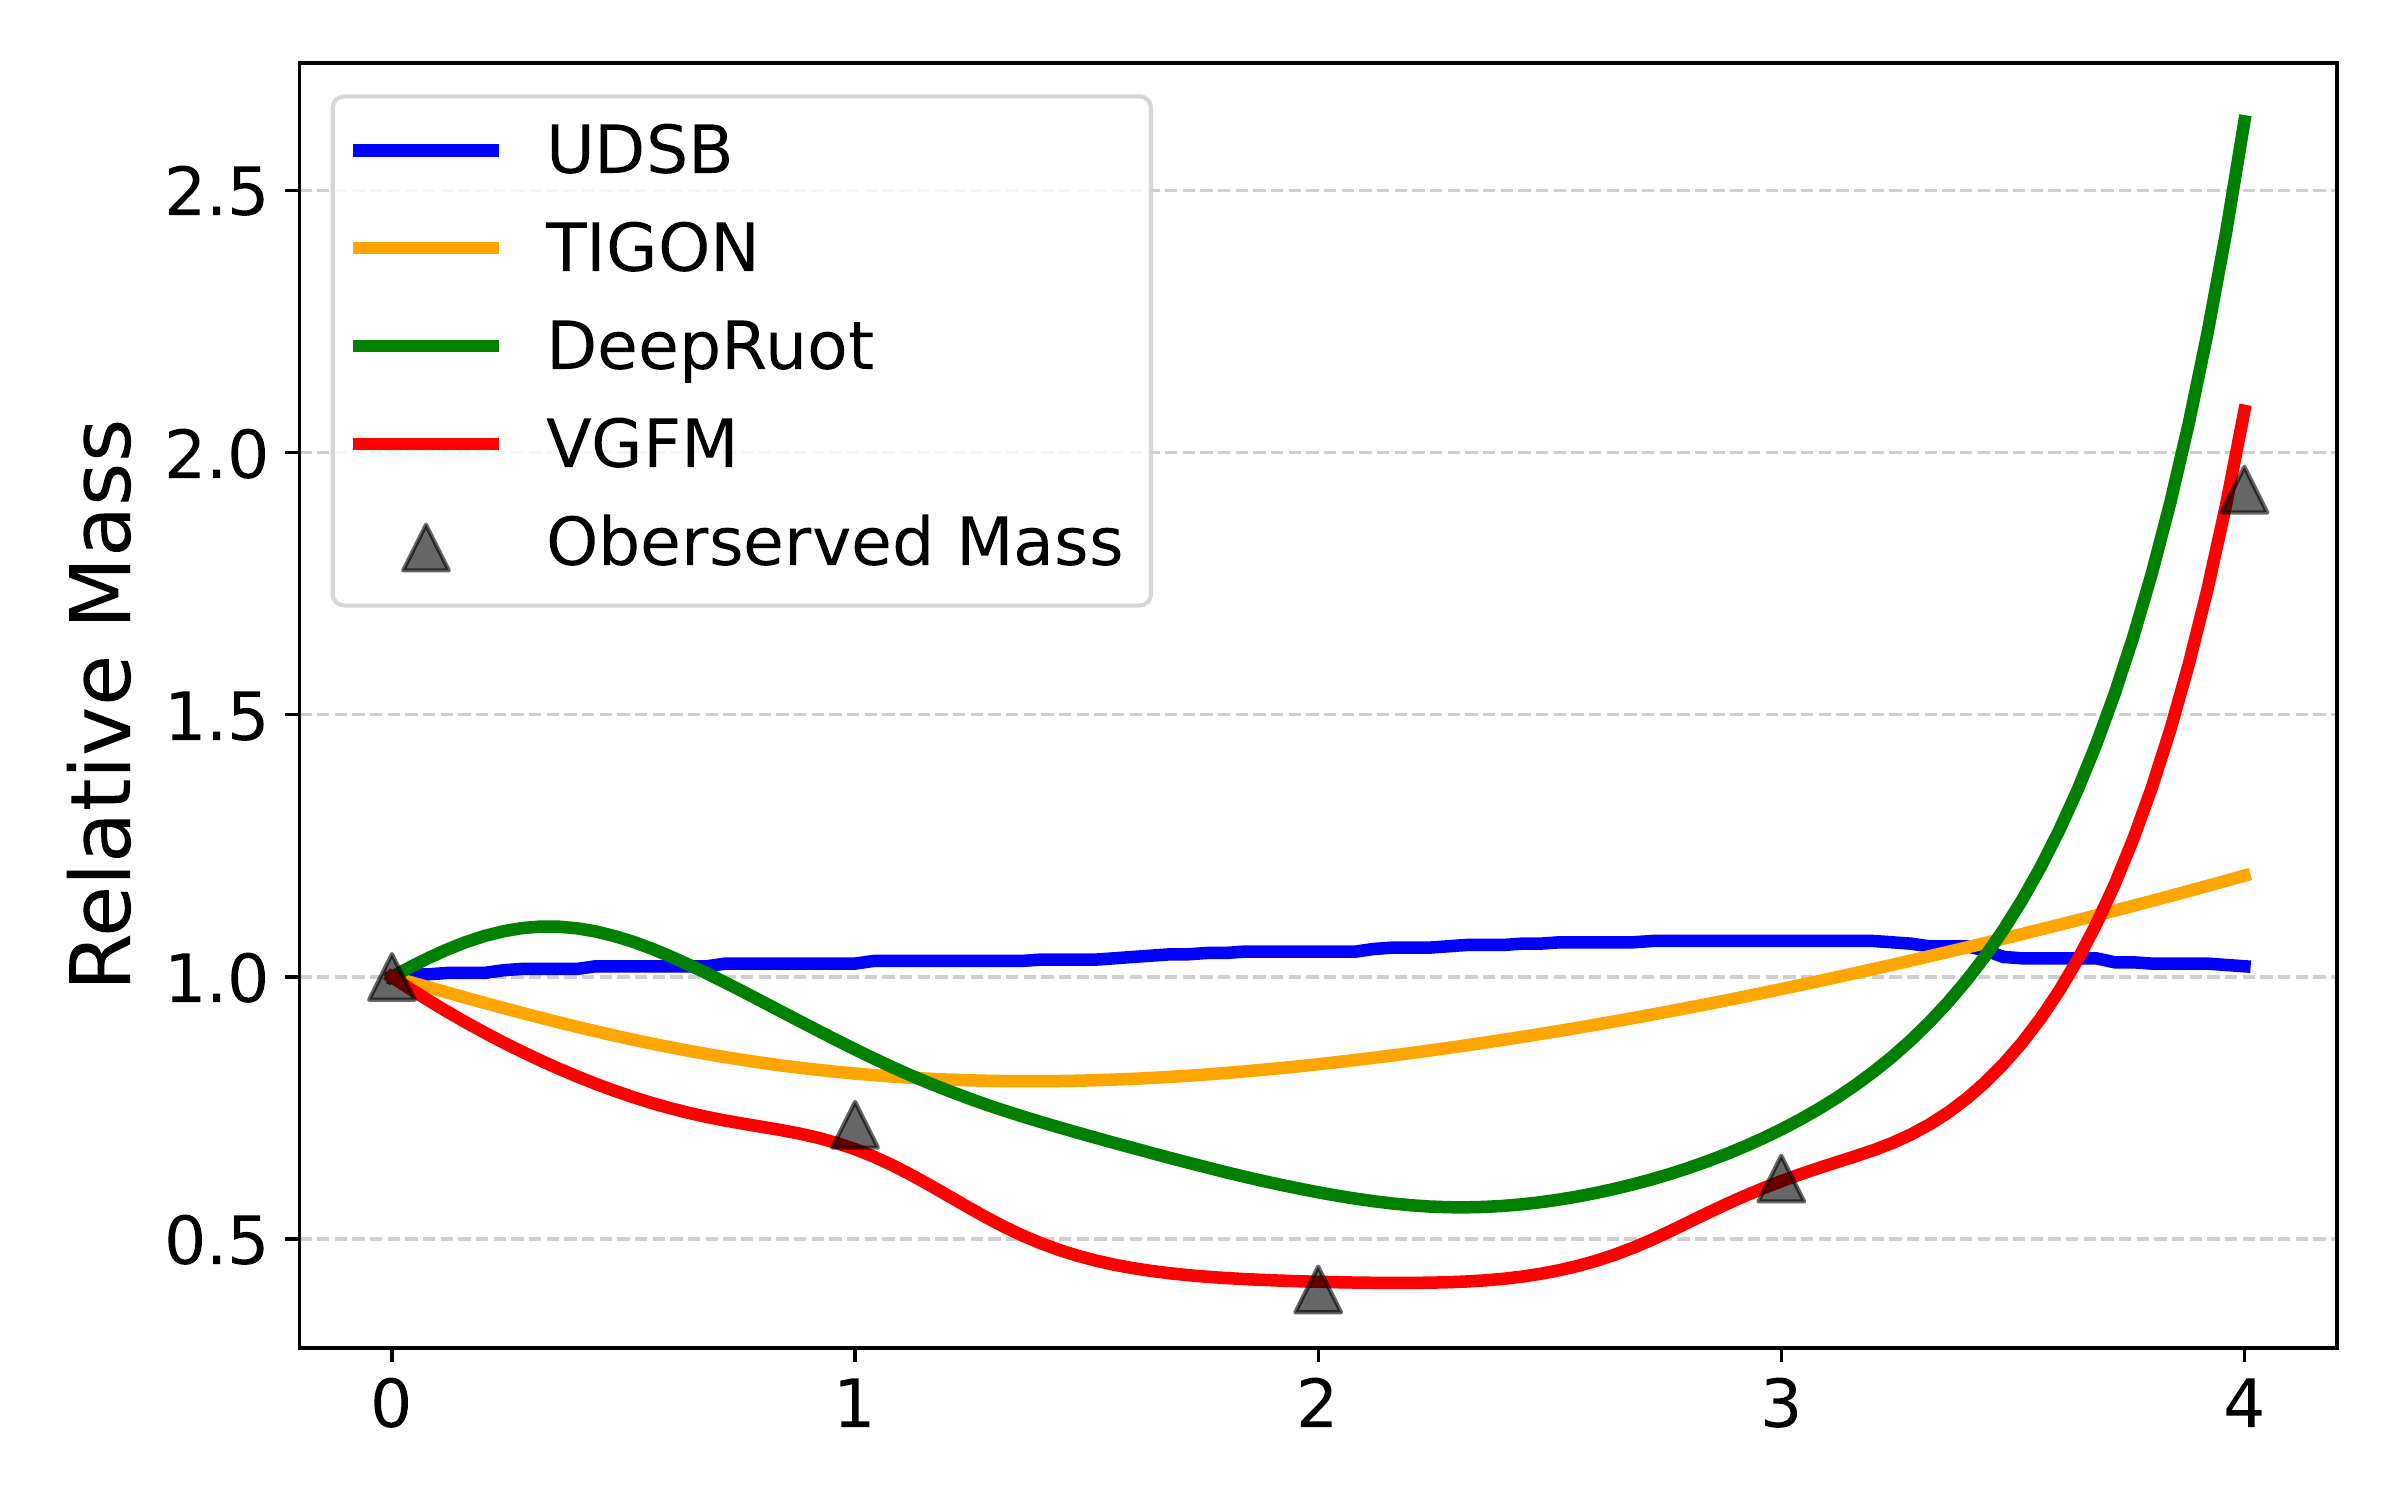 UDSB
TIGON
DeepRuot
VGFM
Oberserved Mass
Relative Mass
2.5
2.0
1.5
1.0
0.5
0 1 2 3 4